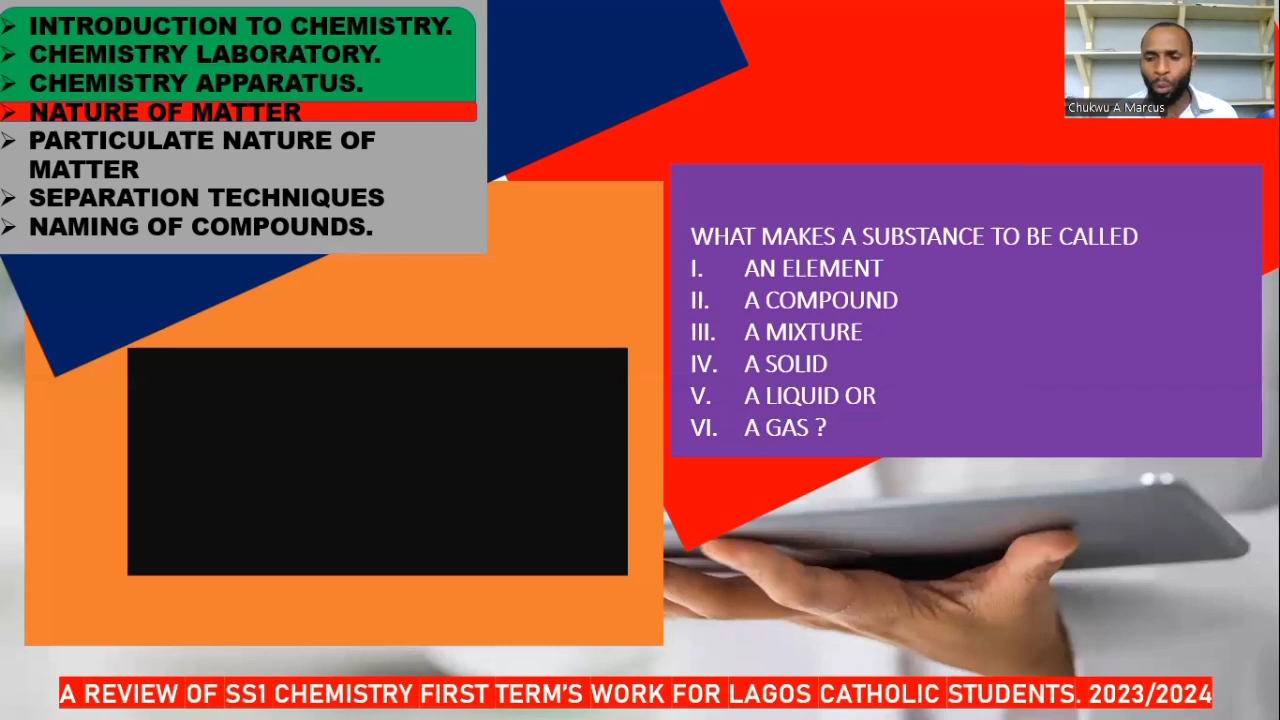 ➢ INTRODUCTION TO CHEMISTRY.
➢ CHEMISTRY LABORATORY.
➢ CHEMISTRY APPARATUS.
➢ NATURE OF MATTER
➢ PARTICULATE NATURE OF
MATTER
➢ SEPARATION TECHNIQUES
➢ NAMING OF COMPOUNDS.
Chukwu A Marcus
WHAT MAKES A SUBSTANCE TO BE CALLED
I. AN ELEMENT
II. A COMPOUND
III. A MIXTURE
IV. A SOLID
V. A LIQUID OR
VI. A GAS ?
A REVIEW OF SS1 CHEMISTRY FIRST TERM'S WORK FOR LAGOS CATHOLIC STUDENTS. 2023/2024